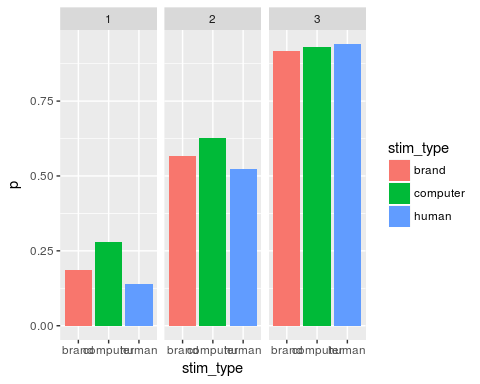 1 2 3
0.75
0.50
0.25
0.00
p
brand computer human brand computer human brand computer human
stim_type
stim_type
brand
computer
human